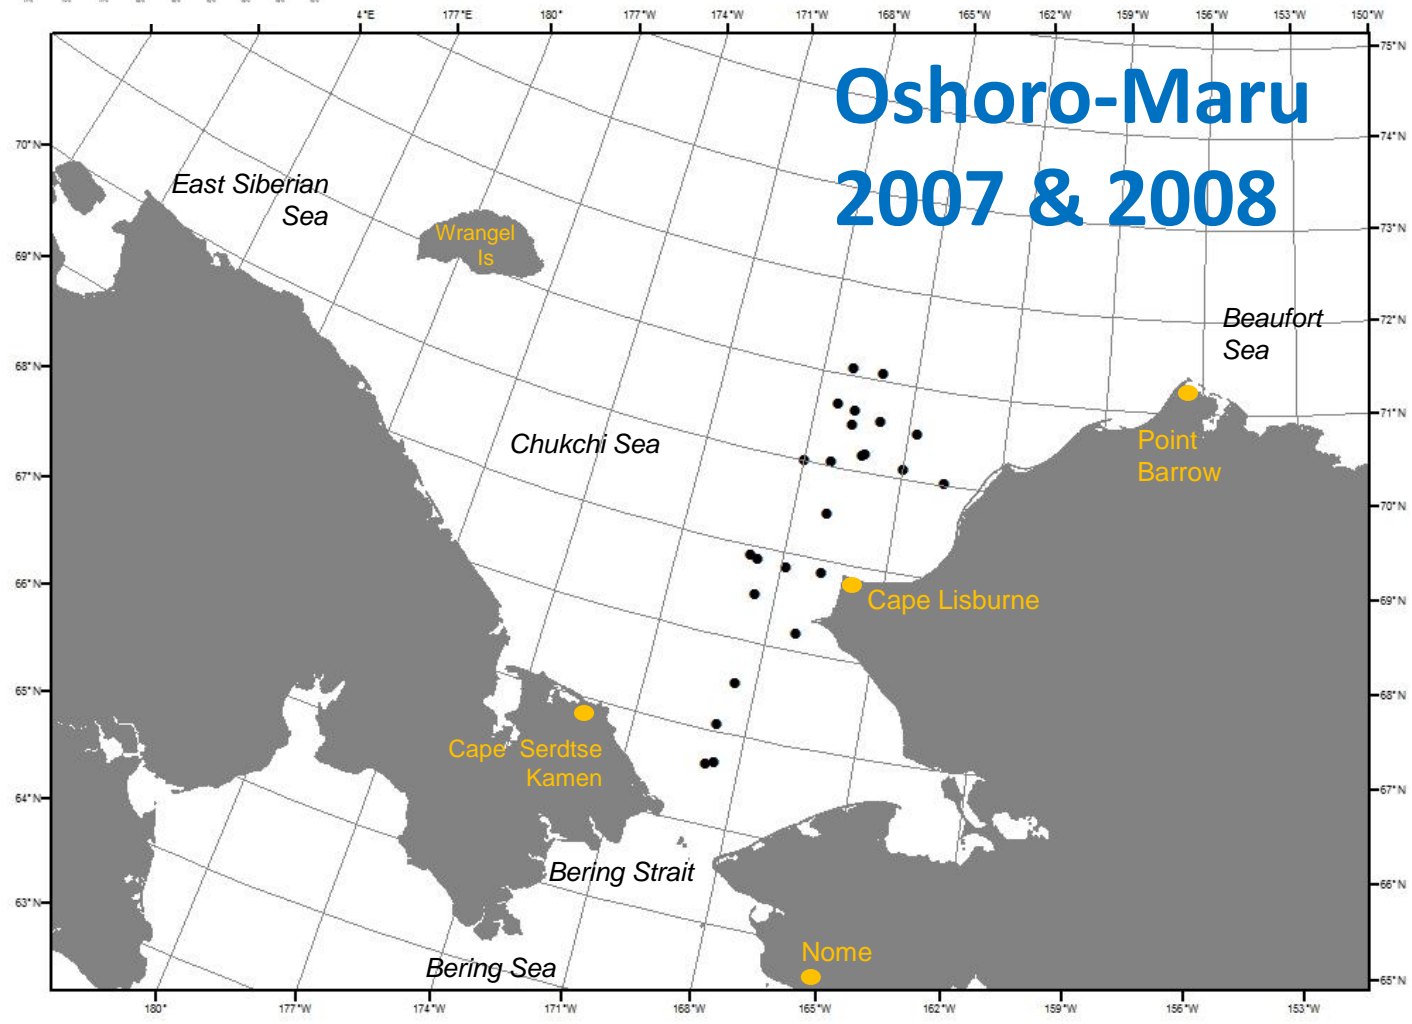 4°E 177°E 180° 177°W 174°W 171°W 168°W 165°W 162°W 159°W 156°W 153°W 150°W
75°N
Oshoro-Maru
74°N
70°N
East Siberian
Sea
2007 & 2008
73°N
Wrangel
Is
69°N
Beaufort
Sea
72°N
68°N
71°N
Chukchi Sea
Point
Barrow
67°N
70°N
66°N
Cape Lisburne
69°N
65°N
68°N
Cape Serdtse
Kamen
64°N
67°N
Bering Strait
66°N
63°N
Nome
Bering Sea
65°N
180° 177°W 174°W 171°W 168°W 165°W 162°W 159°W 156°W 153°W